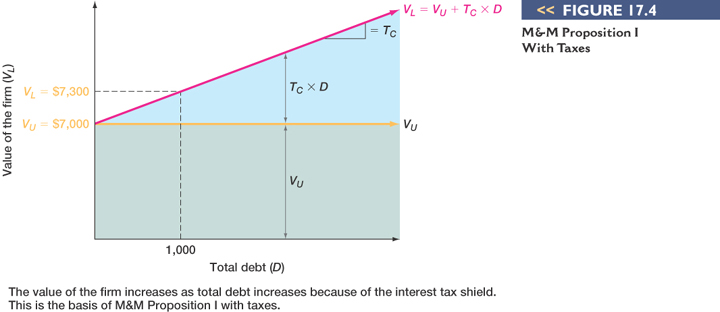 V_L = V_U + T_C × D
<< FIGURE 17.4
M&M Proposition I
With Taxes
= T_C
Value of the firm (V_L)
V_L = $7,300
T_C × D
V_U = $7,000
V_U
V_U
1,000
Total debt (D)
The value of the firm increases as total debt increases because of the interest tax shield.
This is the basis of M&M Proposition I with taxes.